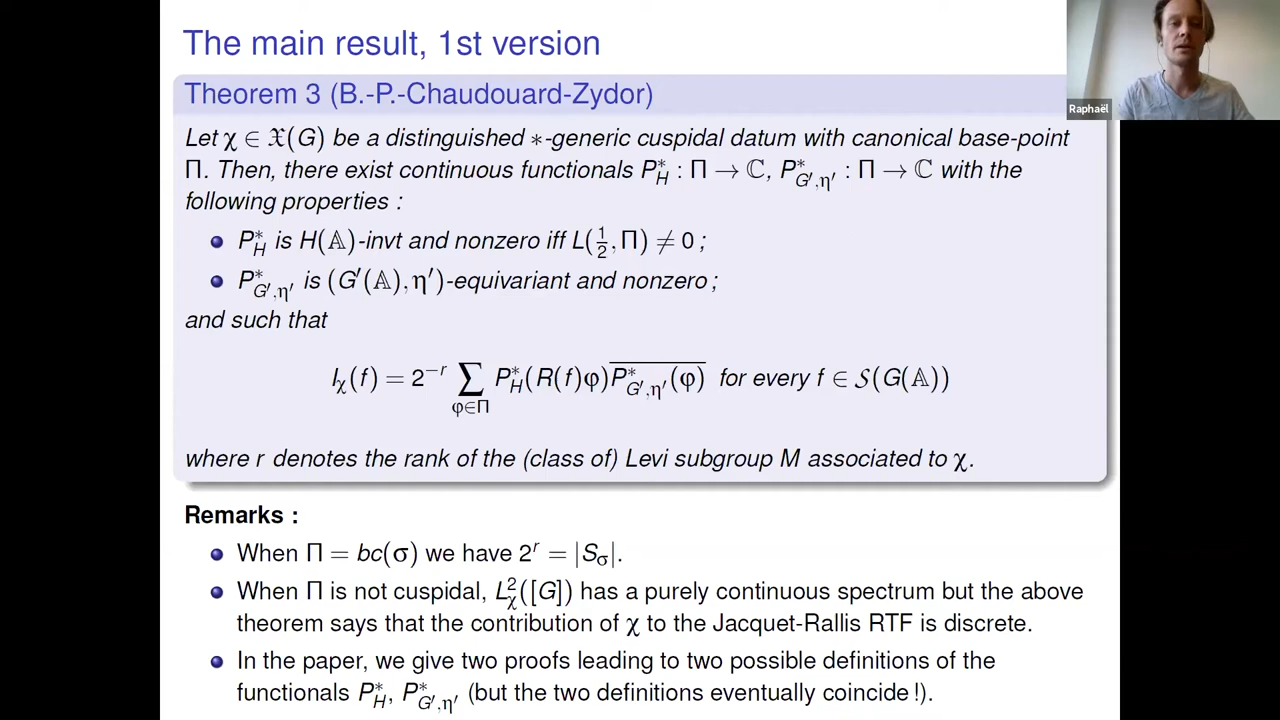 The main result, 1st version
Theorem 3 (B.-P.-Chaudouard-Zydor)
Let χ ∈ 𝔛(G) be a distinguished ∗-generic cuspidal datum with canonical base-point
Π. Then, there exist continuous functionals P*_H : Π → ℂ, P*_{G',η'} : Π → ℂ with the
following properties :
P*_H is H(𝔸)-invt and nonzero iff L(1/2, Π) ≠ 0 ;
P*_{G',η'} is (G'(𝔸), η')-equivariant and nonzero ;
and such that
I_χ(f) = 2^{-r} ∑_{φ∈Π} P*_H(R(f)φ) \overline{P*_{G',η'}(φ)} for every f ∈ 𝒮(G(𝔸))
where r denotes the rank of the (class of) Levi subgroup M associated to χ.
Remarks :
When Π = bc(σ) we have 2^r = |S_σ|.
When Π is not cuspidal, L²_χ([G]) has a purely continuous spectrum but the above
theorem says that the contribution of χ to the Jacquet-Rallis RTF is discrete.
In the paper, we give two proofs leading to two possible definitions of the
functionals P*_H, P*_{G',η'} (but the two definitions eventually coincide !).
Raphaël